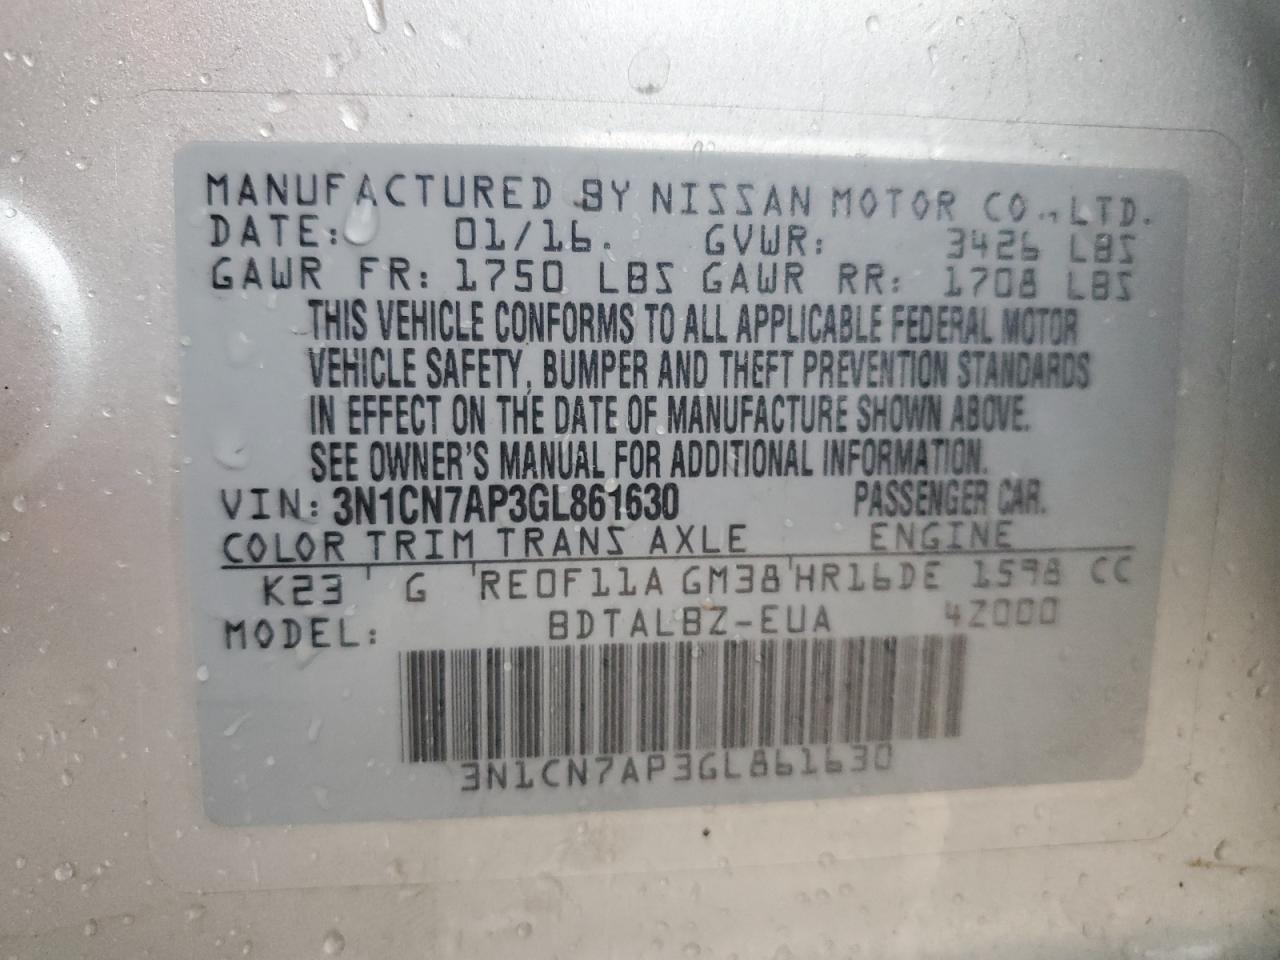 MANUFACTURED BY NISSAN MOTOR CO., LTD.
DATE: 01/16. GVWR: 3426 LBS
GAWR FR: 1750 LBS GAWR RR: 1708 LBS
THIS VEHICLE CONFORMS TO ALL APPLICABLE FEDERAL MOTOR
VEHICLE SAFETY, BUMPER AND THEFT PREVENTION STANDARDS
IN EFFECT ON THE DATE OF MANUFACTURE SHOWN ABOVE.
SEE OWNER'S MANUAL FOR ADDITIONAL INFORMATION.
VIN: 3N1CN7AP3GL861630 PASSENGER CAR.
COLOR TRIM TRANS AXLE ENGINE
K23 ' G 'RE0F11A GM38'HR16DE 1598 CC
MODEL: BDTALBZ-EUA 42000
3N1CN7AP3GL861630